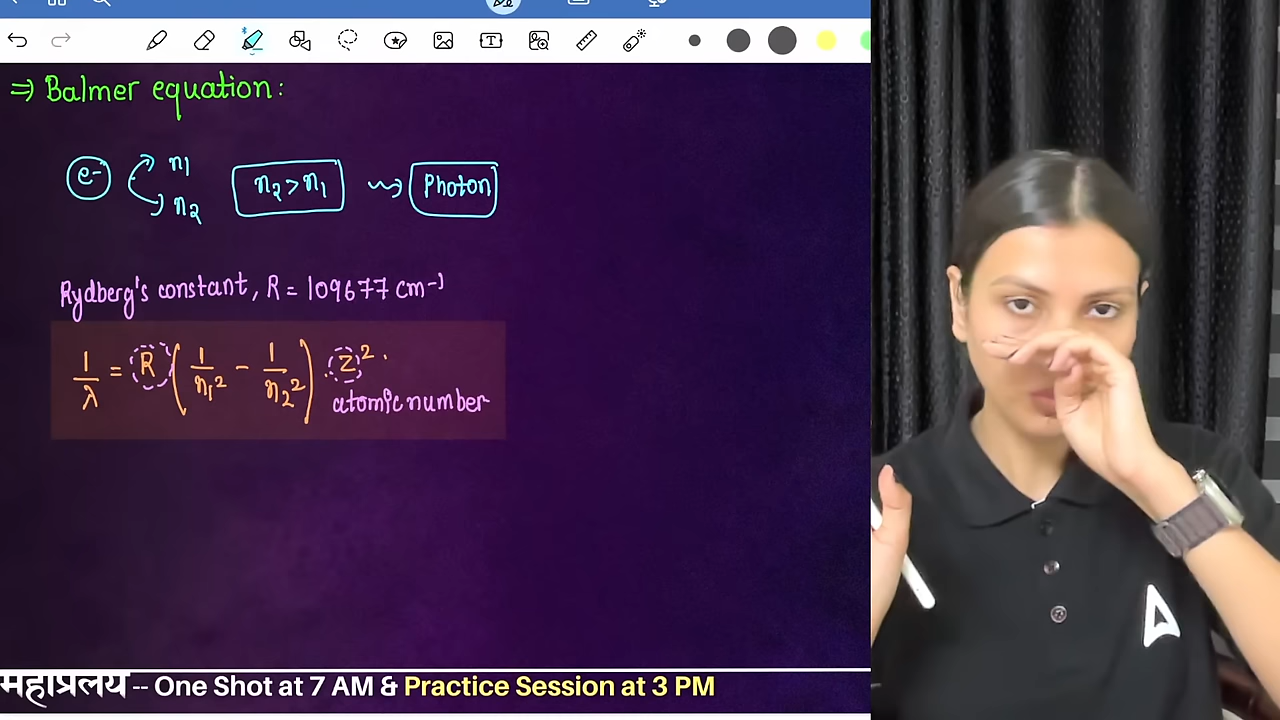 ⇒ Balmer equation:
e- n1 n2 n2 > n1 ⇝ Photon
Rydberg's constant, R = 109677 cm-1
1/λ = R (1/n1² - 1/n2²) . Z² .
atomic number
महाप्रलय -- One Shot at 7 AM & Practice Session at 3 PM